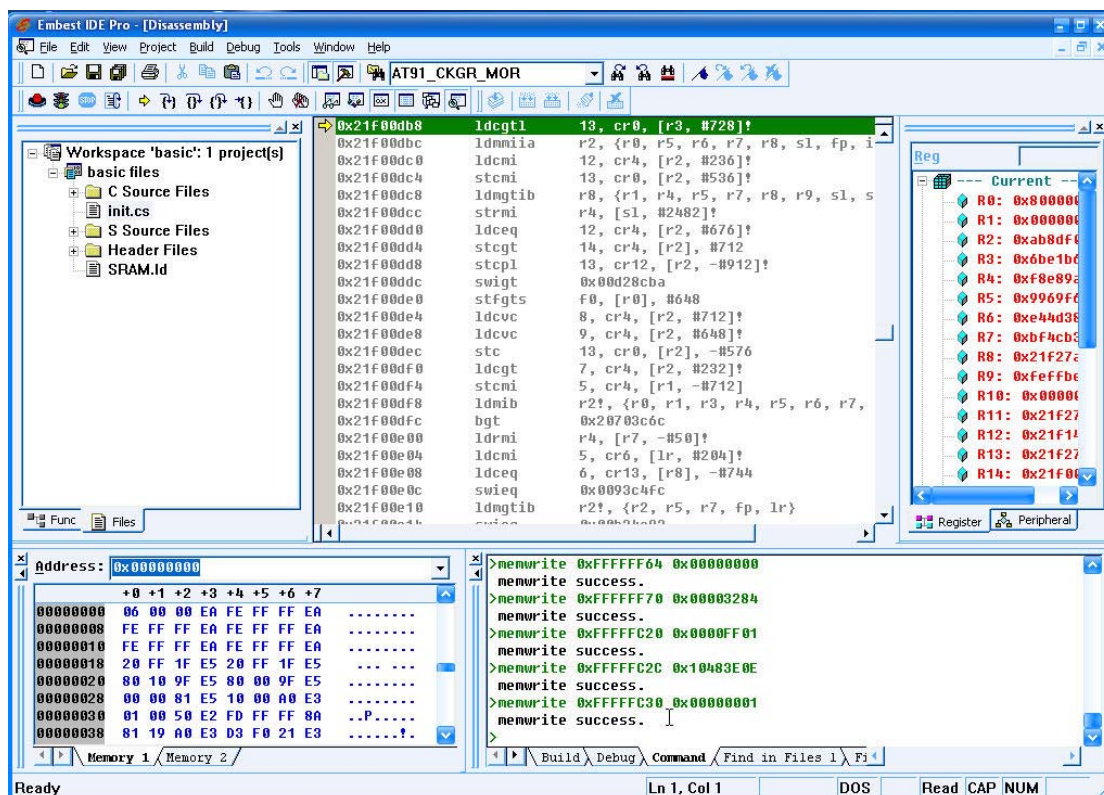 Embest IDE Pro - [Disassembly]
File Edit View Project Build Debug Tools Window Help
AT91_CKGR_MOR
Workspace 'basic': 1 project(s)
basic files
C Source Files
init.cs
S Source Files
Header Files
SRAM.ld
Func Files
0x21f00db8 ldcgtl 13, cr0, [r3, #728]!
0x21f00dbc ldmmiia r2, {r0, r5, r6, r7, r8, sl, fp, i
0x21f00dc0 ldcmi 12, cr4, [r2, #236]!
0x21f00dc4 stcmi 13, cr0, [r2, #536]!
0x21f00dc8 ldmgtib r8, {r1, r4, r5, r7, r8, r9, sl, s
0x21f00dcc strmi r4, [sl, #2482]!
0x21f00dd0 ldceq 12, cr4, [r2, #676]!
0x21f00dd4 stcgt 14, cr4, [r2], #712
0x21f00dd8 stcpl 13, cr12, [r2, -#912]!
0x21f00ddc swigt 0x00d28cba
0x21f00de0 stfgts f0, [r0], #648
0x21f00de4 ldcvc 8, cr4, [r2, #712]!
0x21f00de8 ldcvc 9, cr4, [r2, #648]!
0x21f00dec stc 13, cr0, [r2], -#576
0x21f00df0 ldcgt 7, cr4, [r2, #232]!
0x21f00df4 stcmi 5, cr4, [r1, -#712]
0x21f00df8 ldmib r2!, {r0, r1, r3, r4, r5, r6, r7,
0x21f00dfc bgt 0x20703c6c
0x21f00e00 ldrmi r4, [r7, -#50]!
0x21f00e04 ldcmi 5, cr6, [lr, #204]!
0x21f00e08 ldceq 6, cr13, [r8], -#744
0x21f00e0c swieq 0x0093c4fc
0x21f00e10 ldmgtib r2!, {r2, r5, r7, fp, lr}
Reg
--- Current --
R0: 0x800000
R1: 0x000000
R2: 0xab8df0
R3: 0x6be1b6
R4: 0xf8e89a
R5: 0x9969f6
R6: 0xe44d38
R7: 0xbf4cb3
R8: 0x21f27a
R9: 0xfeffbe
R10: 0x00000
R11: 0x21f27
R12: 0x21f14
R13: 0x21f27
R14: 0x21f00
Register Peripheral
Address: 0x00000000
+0 +1 +2 +3 +4 +5 +6 +7
00000000 06 00 00 EA FE FF FF EA ........
00000008 FE FF FF EA FE FF FF EA ........
00000010 FE FF FF EA FE FF FF EA ........
00000018 20 FF 1F E5 20 FF 1F E5 ... ...
00000020 80 10 9F E5 80 00 9F E5 ........
00000028 00 00 81 E5 10 00 A0 E3 ........
00000030 01 00 50 E2 FD FF FF 8A ..P.....
00000038 81 19 A0 E3 D3 F0 21 E3 ......!.
Memory 1 Memory 2
>memwrite 0xFFFFFF64 0x00000000
memwrite success.
>memwrite 0xFFFFFF70 0x00003284
memwrite success.
>memwrite 0xFFFFFC20 0x0000FF01
memwrite success.
>memwrite 0xFFFFFC2C 0x10483E0E
memwrite success.
>memwrite 0xFFFFFC30 0x00000001
memwrite success.
>
Build Debug Command Find in Files 1 Fi
Ready Ln 1, Col 1 DOS Read CAP NUM